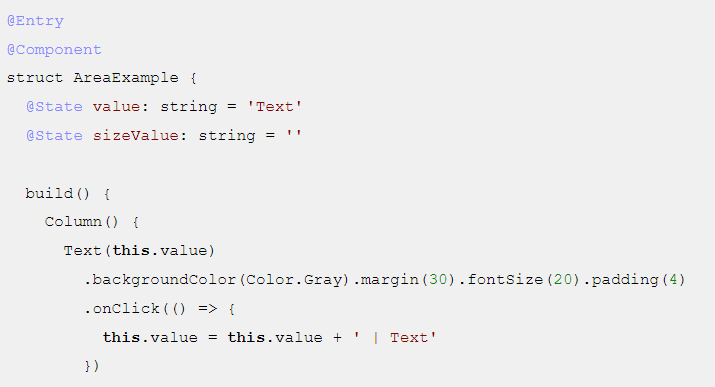 @Entry
@Component
struct AreaExample {
  @State value: string = 'Text'
  @State sizeValue: string = ''

  build() {
    Column() {
      Text(this.value)
        .backgroundColor(Color.Gray).margin(30).fontSize(20).padding(4)
        .onClick(() => {
          this.value = this.value + ' | Text'
        })